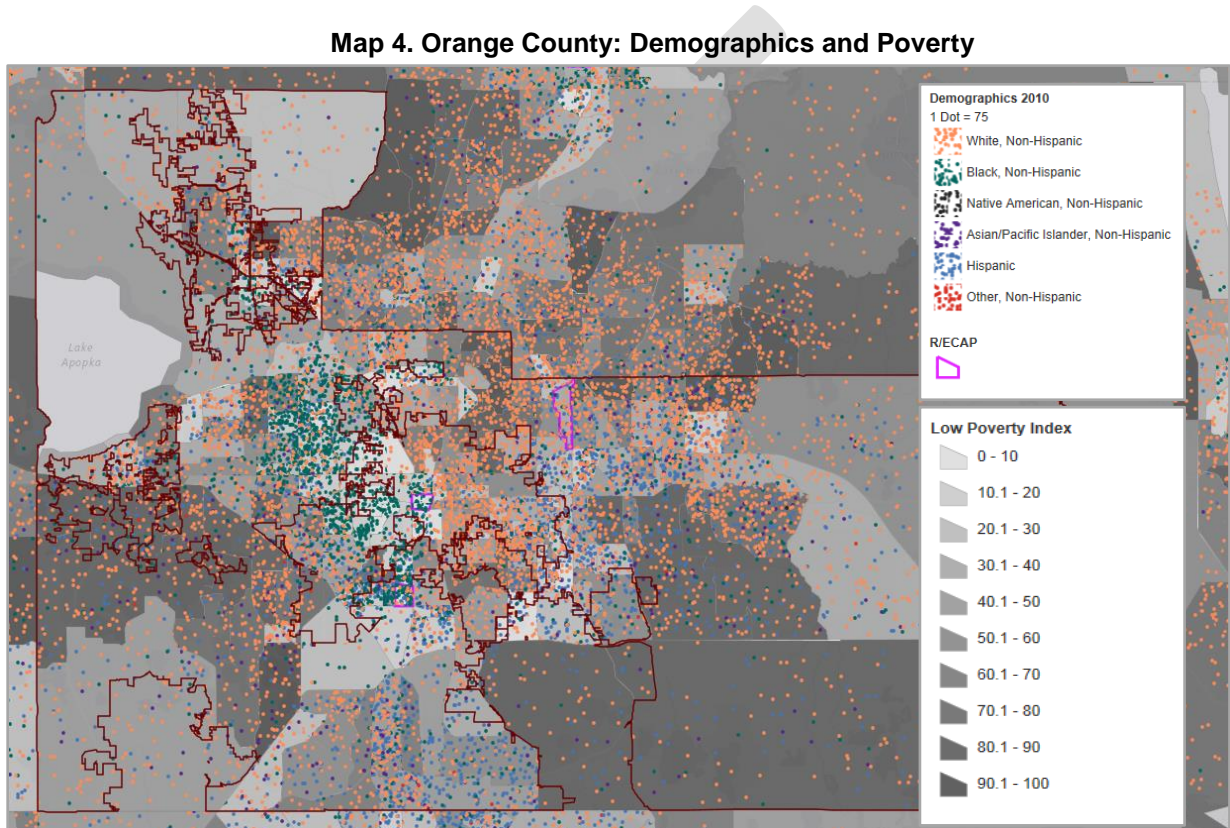 Map 4. Orange County: Demographics and Poverty
Lake
Apopka
Demographics 2010
1 Dot = 75
White, Non-Hispanic
Black, Non-Hispanic
Native American, Non-Hispanic
Asian/Pacific Islander, Non-Hispanic
Hispanic
Other, Non-Hispanic
R/ECAP
Low Poverty Index
0 - 10
10.1 - 20
20.1 - 30
30.1 - 40
40.1 - 50
50.1 - 60
60.1 - 70
70.1 - 80
80.1 - 90
90.1 - 100